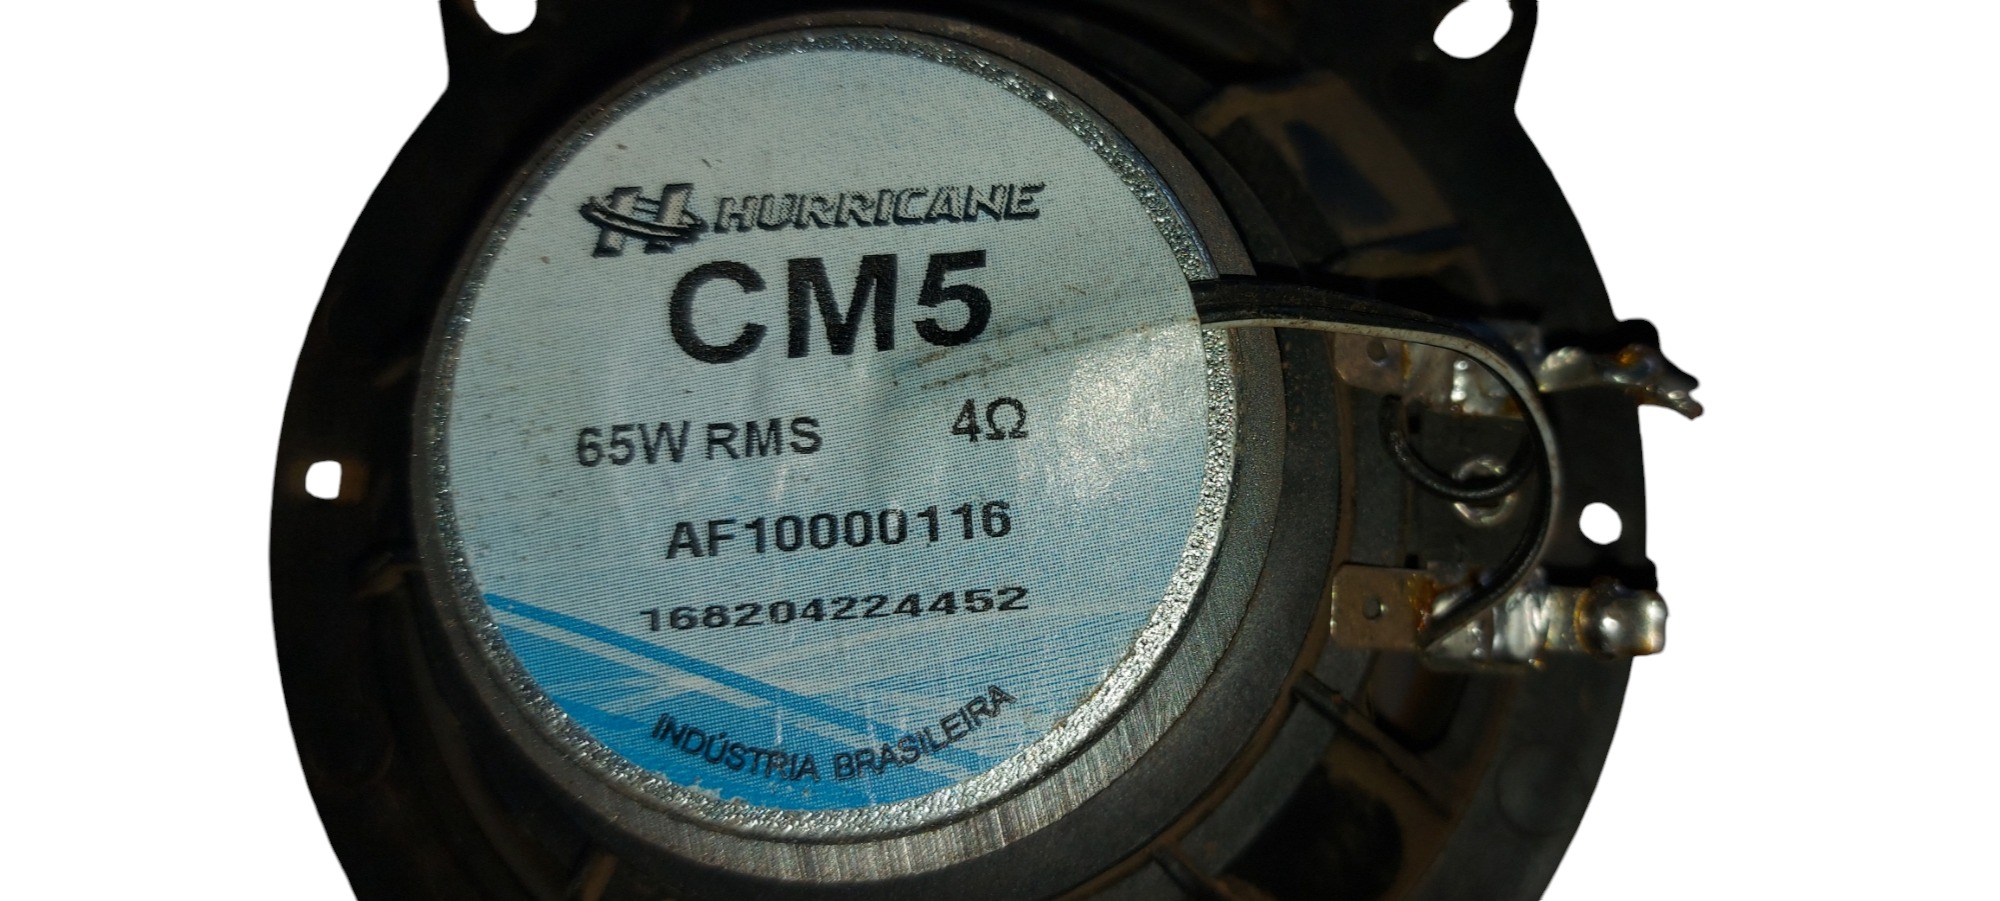 HURRICANE
CM5
65W RMS 4Ω
AF10000116
168204224452
INDÚSTRIA BRASILEIRA